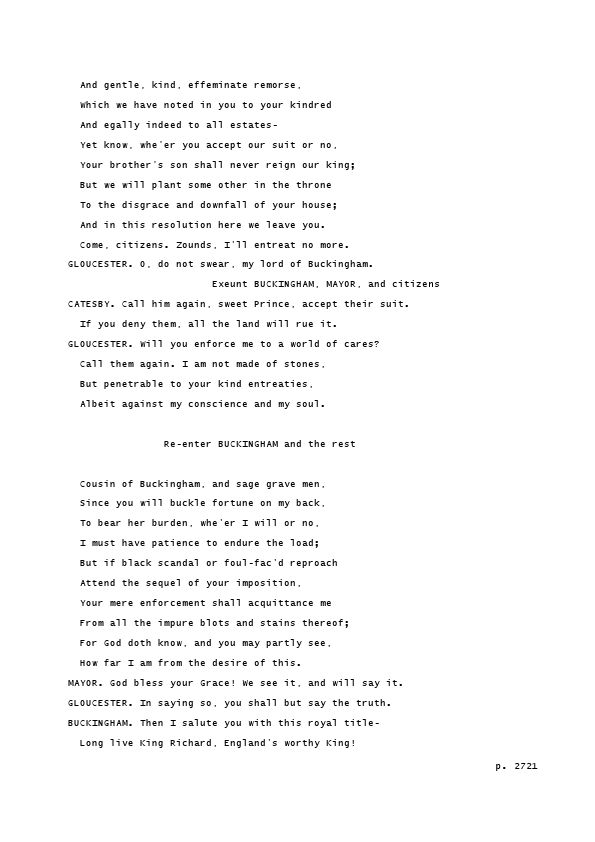 And gentle, kind, effeminate remorse,
Which we have noted in you to your kindred
And egally indeed to all estates-
Yet know, whe'er you accept our suit or no,
Your brother's son shall never reign our king;
But we will plant some other in the throne
To the disgrace and downfall of your house;
And in this resolution here we leave you.
Come, citizens. Zounds, I'll entreat no more.
GLOUCESTER. O, do not swear, my lord of Buckingham.
Exeunt BUCKINGHAM, MAYOR, and citizens
CATESBY. Call him again, sweet Prince, accept their suit.
If you deny them, all the land will rue it.
GLOUCESTER. Will you enforce me to a world of cares?
Call them again. I am not made of stones,
But penetrable to your kind entreaties,
Albeit against my conscience and my soul.
Re-enter BUCKINGHAM and the rest
Cousin of Buckingham, and sage grave men,
Since you will buckle fortune on my back,
To bear her burden, whe'er I will or no,
I must have patience to endure the load;
But if black scandal or foul-fac'd reproach
Attend the sequel of your imposition,
Your mere enforcement shall acquittance me
From all the impure blots and stains thereof;
For God doth know, and you may partly see,
How far I am from the desire of this.
MAYOR. God bless your Grace! We see it, and will say it.
GLOUCESTER. In saying so, you shall but say the truth.
BUCKINGHAM. Then I salute you with this royal title-
Long live King Richard, England's worthy King!
p. 2721